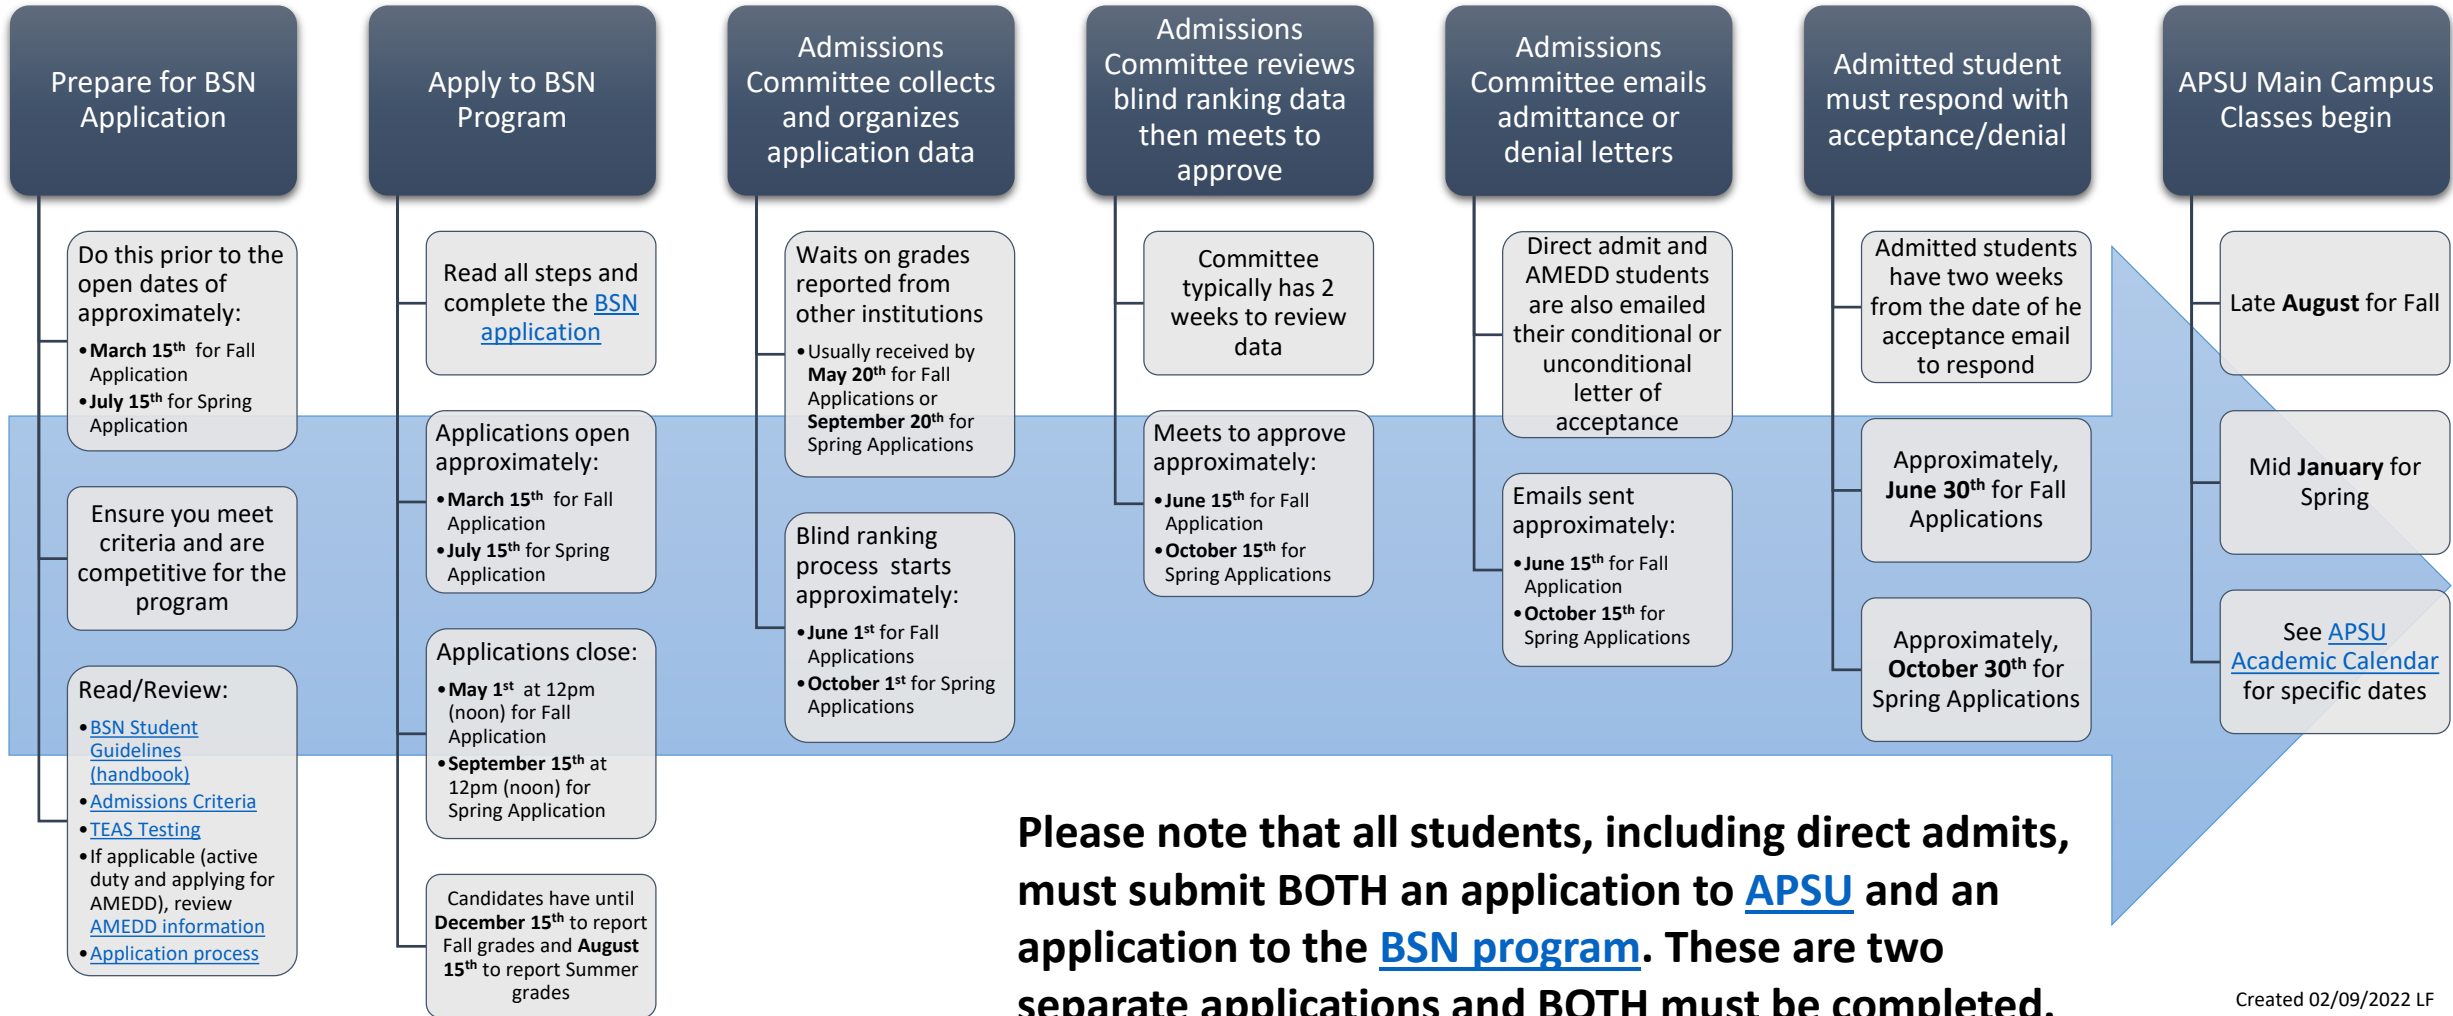 Prepare for BSN
Application
Do this prior to the
open dates of
approximately:
•March 15th for Fall
Application
•July 15th for Spring
Application
Ensure you meet
criteria and are
competitive for the
program
Read/Review:
•BSN Student
Guidelines
(handbook)
•Admissions Criteria
•TEAS Testing
•If applicable (active
duty and applying for
AMEDD), review
AMEDD information
•Application process
Apply to BSN
Program
Read all steps and
complete the BSN
application
Applications open
approximately:
•March 15th for Fall
Application
•July 15th for Spring
Application
Applications close:
•May 1st at 12pm
(noon) for Fall
Application
•September 15th at
12pm (noon) for
Spring Application
Candidates have until
December 15th to report
Fall grades and August
15th to report Summer
grades
Admissions
Committee collects
and organizes
application data
Waits on grades
reported from
other institutions
•Usually received by
May 20th for Fall
Applications or
September 20th for
Spring Applications
Blind ranking
process starts
approximately:
•June 1st for Fall
Applications
•October 1st for Spring
Applications
Admissions
Committee reviews
blind ranking data
then meets to
approve
Committee
typically has 2
weeks to review
data
Meets to approve
approximately:
•June 15th for Fall
Application
•October 15th for
Spring Applications
Admissions
Committee emails
admittance or
denial letters
Direct admit and
AMEDD students
are also emailed
their conditional or
unconditional
letter of
acceptance
Emails sent
approximately:
•June 15th for Fall
Application
•October 15th for
Spring Applications
Admitted student
must respond with
acceptance/denial
Admitted students
have two weeks
from the date of he
acceptance email
to respond
Approximately,
June 30th for Fall
Applications
Approximately,
October 30th for
Spring Applications
APSU Main Campus
Classes begin
Late August for Fall
Mid January for
Spring
See APSU
Academic Calendar
for specific dates
Please note that all students, including direct admits,
must submit BOTH an application to APSU and an
application to the BSN program. These are two
separate applications and BOTH must be completed.
Created 02/09/2022 LF